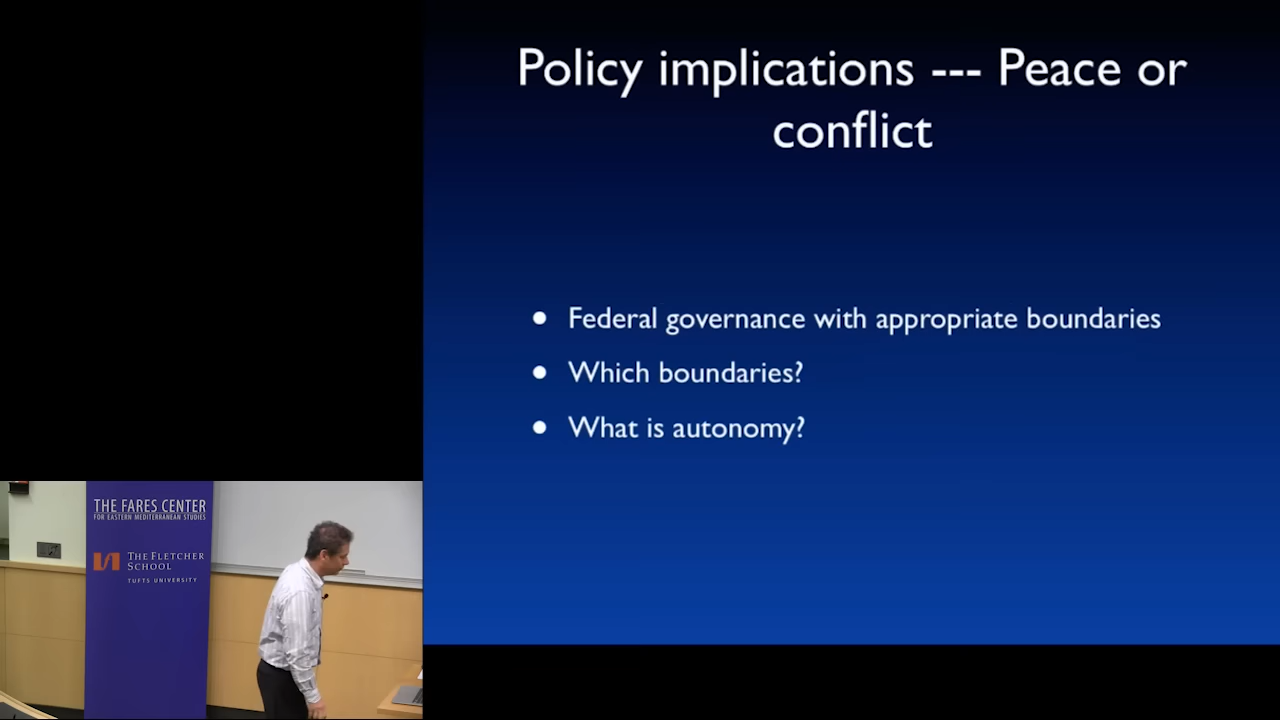 Policy implications --- Peace or
conflict
• Federal governance with appropriate boundaries
• Which boundaries?
• What is autonomy?
THE FARES CENTER
FOR EASTERN MEDITERRANEAN STUDIES
THE FLETCHER
SCHOOL
TUFTS UNIVERSITY